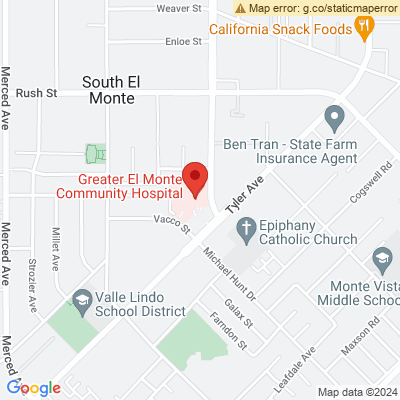 Weaver St
Map error: g.co/staticmaperror
California Snack Foods
Enloe St
South El
Monte
Rush St
Merced Ave
Ben Tran - State Farm
Insurance Agent
Cogswell Rd
Greater El Monte
Community Hospital
Tyler Ave
Vacco St
Epiphany
Catholic Church
Merced Ave
Millet Ave
Strozier Ave
Michael Hunt Dr
Monte Vista
Middle School
Valle Lindo
School District
Galax St
Farndon St
Maxson Rd
Leafdale Ave
Merced Ave
Google
Map data ©2024